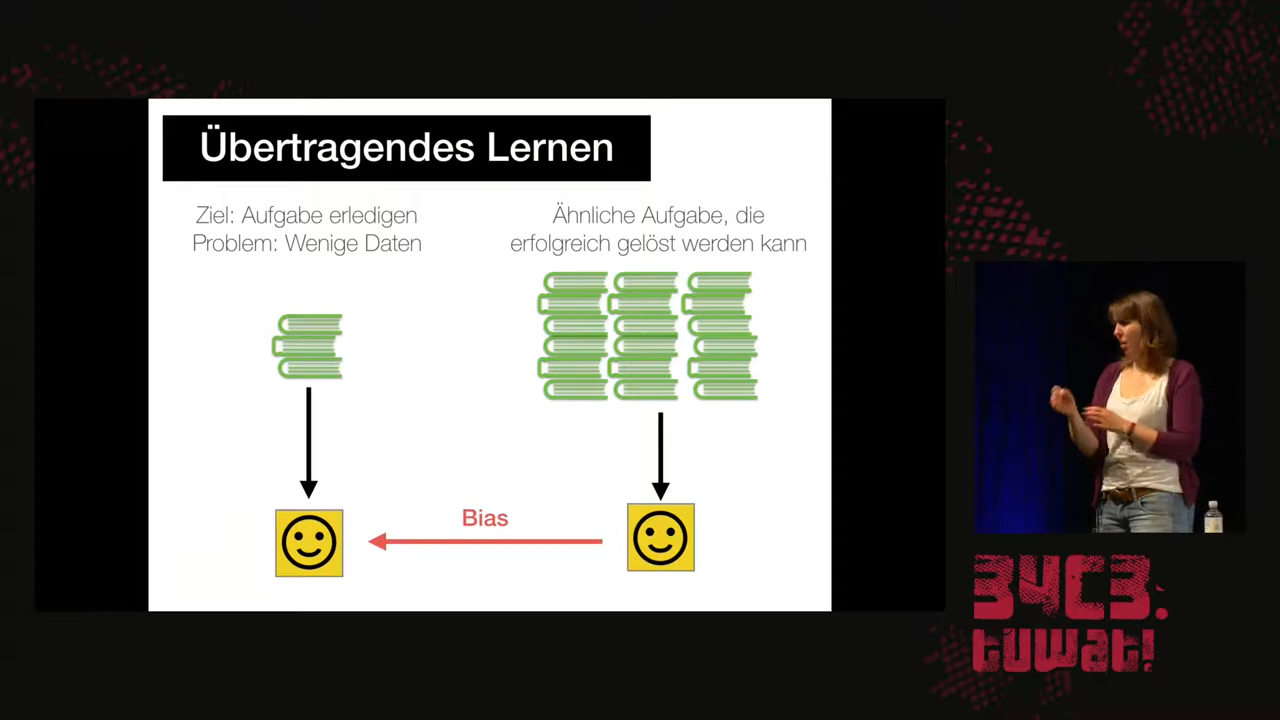 Übertragendes Lernen
Ziel: Aufgabe erledigen
Problem: Wenige Daten
Ähnliche Aufgabe, die
erfolgreich gelöst werden kann
Bias
34C3.
tuwat!